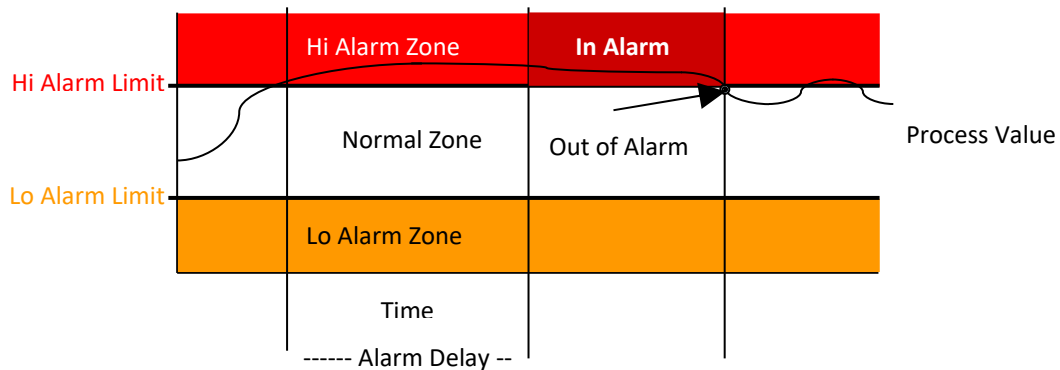 Hi Alarm Zone
In Alarm
Hi Alarm Limit
Normal Zone
Out of Alarm
Process Value
Lo Alarm Limit
Lo Alarm Zone
Time
------ Alarm Delay --